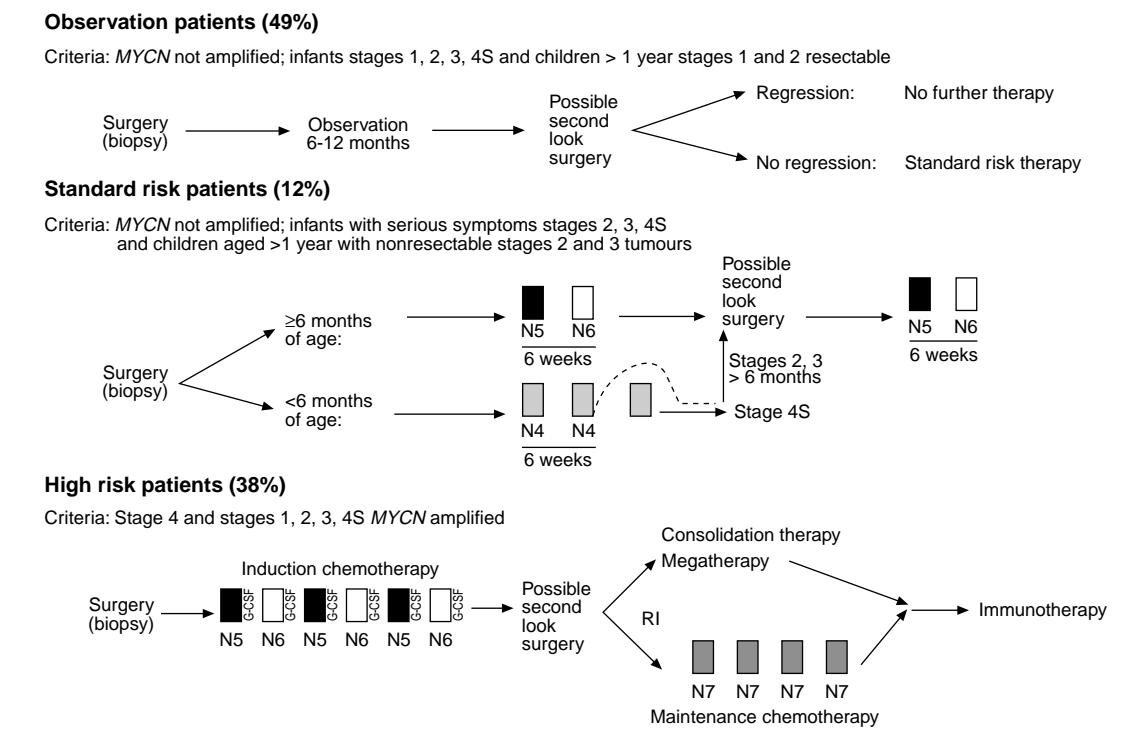 Observation patients (49%)
Criteria: MYCN not amplified; infants stages 1, 2, 3, 4S and children > 1 year stages 1 and 2 resectable
Surgery
(biopsy)
Observation
6-12 months
Possible
second
look
surgery
Regression: No further therapy
No regression: Standard risk therapy
Standard risk patients (12%)
Criteria: MYCN not amplified; infants with serious symptoms stages 2, 3, 4S
and children aged >1 year with nonresectable stages 2 and 3 tumours
Surgery
(biopsy)
≥6 months
of age:
N5 N6
6 weeks
Possible
second
look
surgery
N5 N6
6 weeks
<6 months
of age:
N4 N4
6 weeks
Stages 2, 3
> 6 months
Stage 4S
High risk patients (38%)
Criteria: Stage 4 and stages 1, 2, 3, 4S MYCN amplified
Surgery
(biopsy)
Induction chemotherapy
G-CSF G-CSF G-CSF G-CSF G-CSF G-CSF
N5 N6 N5 N6 N5 N6
Possible
second
look
surgery
Consolidation therapy
Megatherapy
RI
N7 N7 N7 N7
Maintenance chemotherapy
Immunotherapy